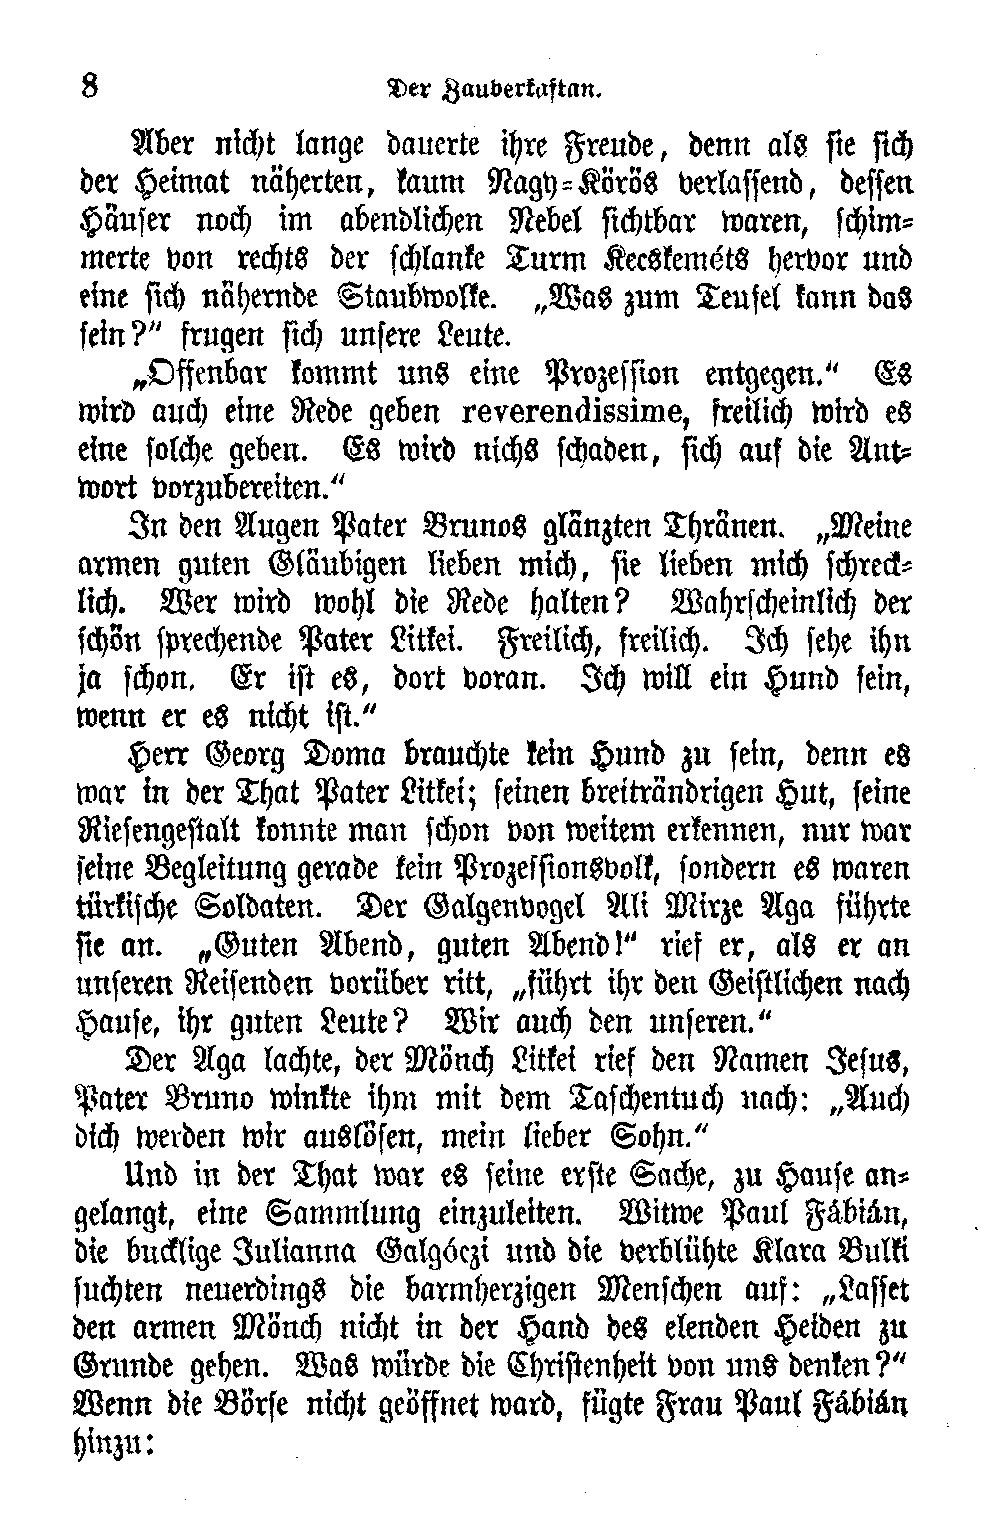 8 Der Zauberkaftan.
Aber nicht lange dauerte ihre Freude, denn als sie sich
der Heimat näherten, kaum Nagy-Körös verlassend, dessen
Häuser noch im abendlichen Nebel sichtbar waren, schim-
merte von rechts der schlanke Turm Kecskeméts hervor und
eine sich nähernde Staubwolke. „Was zum Teufel kann das
sein?“ frugen sich unsere Leute.
„Offenbar kommt uns eine Prozession entgegen.“ Es
wird auch eine Rede geben reverendissime, freilich wird es
eine solche geben. Es wird nichs schaden, sich auf die Ant-
wort vorzubereiten.“
In den Augen Pater Brunos glänzten Thränen. „Meine
armen guten Gläubigen lieben mich, sie lieben mich schreck-
lich. Wer wird wohl die Rede halten? Wahrscheinlich der
schön sprechende Pater Litkei. Freilich, freilich. Ich sehe ihn
ja schon. Er ist es, dort voran. Ich will ein Hund sein,
wenn er es nicht ist.“
Herr Georg Doma brauchte kein Hund zu sein, denn es
war in der That Pater Litkei; seinen breiträndrigen Hut, seine
Riesengestalt konnte man schon von weitem erkennen, nur war
seine Begleitung gerade kein Prozessionsvolk, sondern es waren
türkische Soldaten. Der Galgenvogel Ali Mirze Aga führte
sie an. „Guten Abend, guten Abend!“ rief er, als er an
unseren Reisenden vorüber ritt, „führt ihr den Geistlichen nach
Hause, ihr guten Leute? Wir auch den unseren.“
Der Aga lachte, der Mönch Litkei rief den Namen Jesus,
Pater Bruno winkte ihm mit dem Taschentuch nach: „Auch
dich werden wir auslösen, mein lieber Sohn.“
Und in der That war es seine erste Sache, zu Hause an-
gelangt, eine Sammlung einzuleiten. Witwe Paul Fábián,
die bucklige Julianna Galgóczi und die verblühte Klara Bulki
suchten neuerdings die barmherzigen Menschen auf: „Lasset
den armen Mönch nicht in der Hand des elenden Heiden zu
Grunde gehen. Was würde die Christenheit von uns denken?“
Wenn die Börse nicht geöffnet ward, fügte Frau Paul Fábián
hinzu: